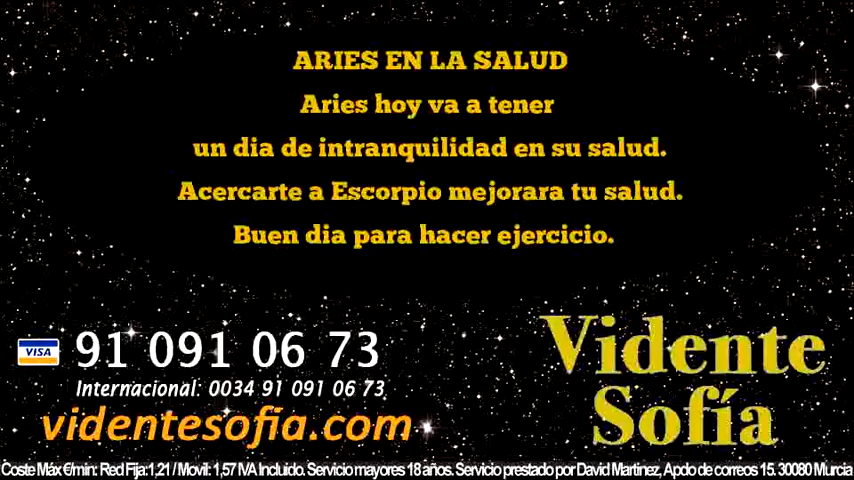 ARIES EN LA SALUD
Aries hoy va a tener
un dia de intranquilidad en su salud.
Acercarte a Escorpio mejorara tu salud.
Buen dia para hacer ejercicio.
VISA 91 091 06 73
Internacional: 0034 91 091 06 73
videntesofia.com
Vidente
Sofía
Coste Máx €/min: Red Fija:1,21 / Movil: 1,57 IVA Incluido. Servicio mayores 18 años. Servicio prestado por David Martinez, Apdo de correos 15. 30080 Murcia